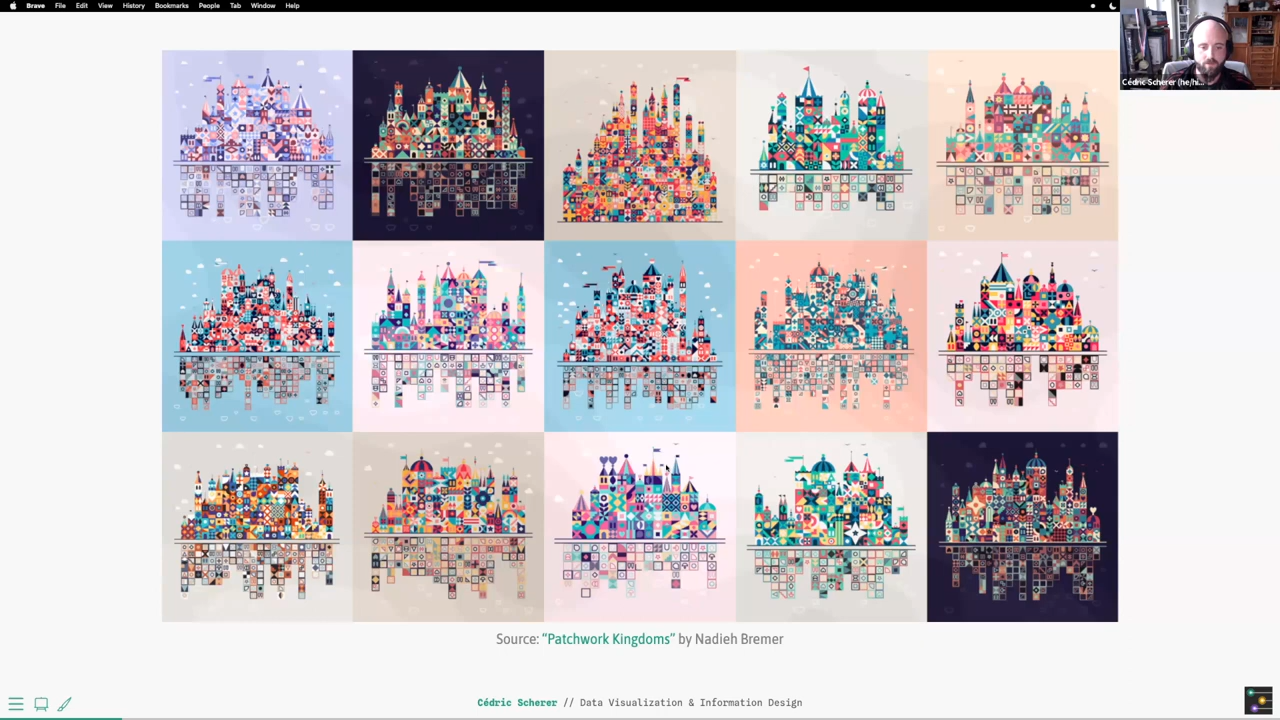 Brave File Edit View History Bookmarks People Tab Window Help
Cédric Scherer (he/hi...
Source: “Patchwork Kingdoms” by Nadieh Bremer
Cédric Scherer // Data Visualization & Information Design